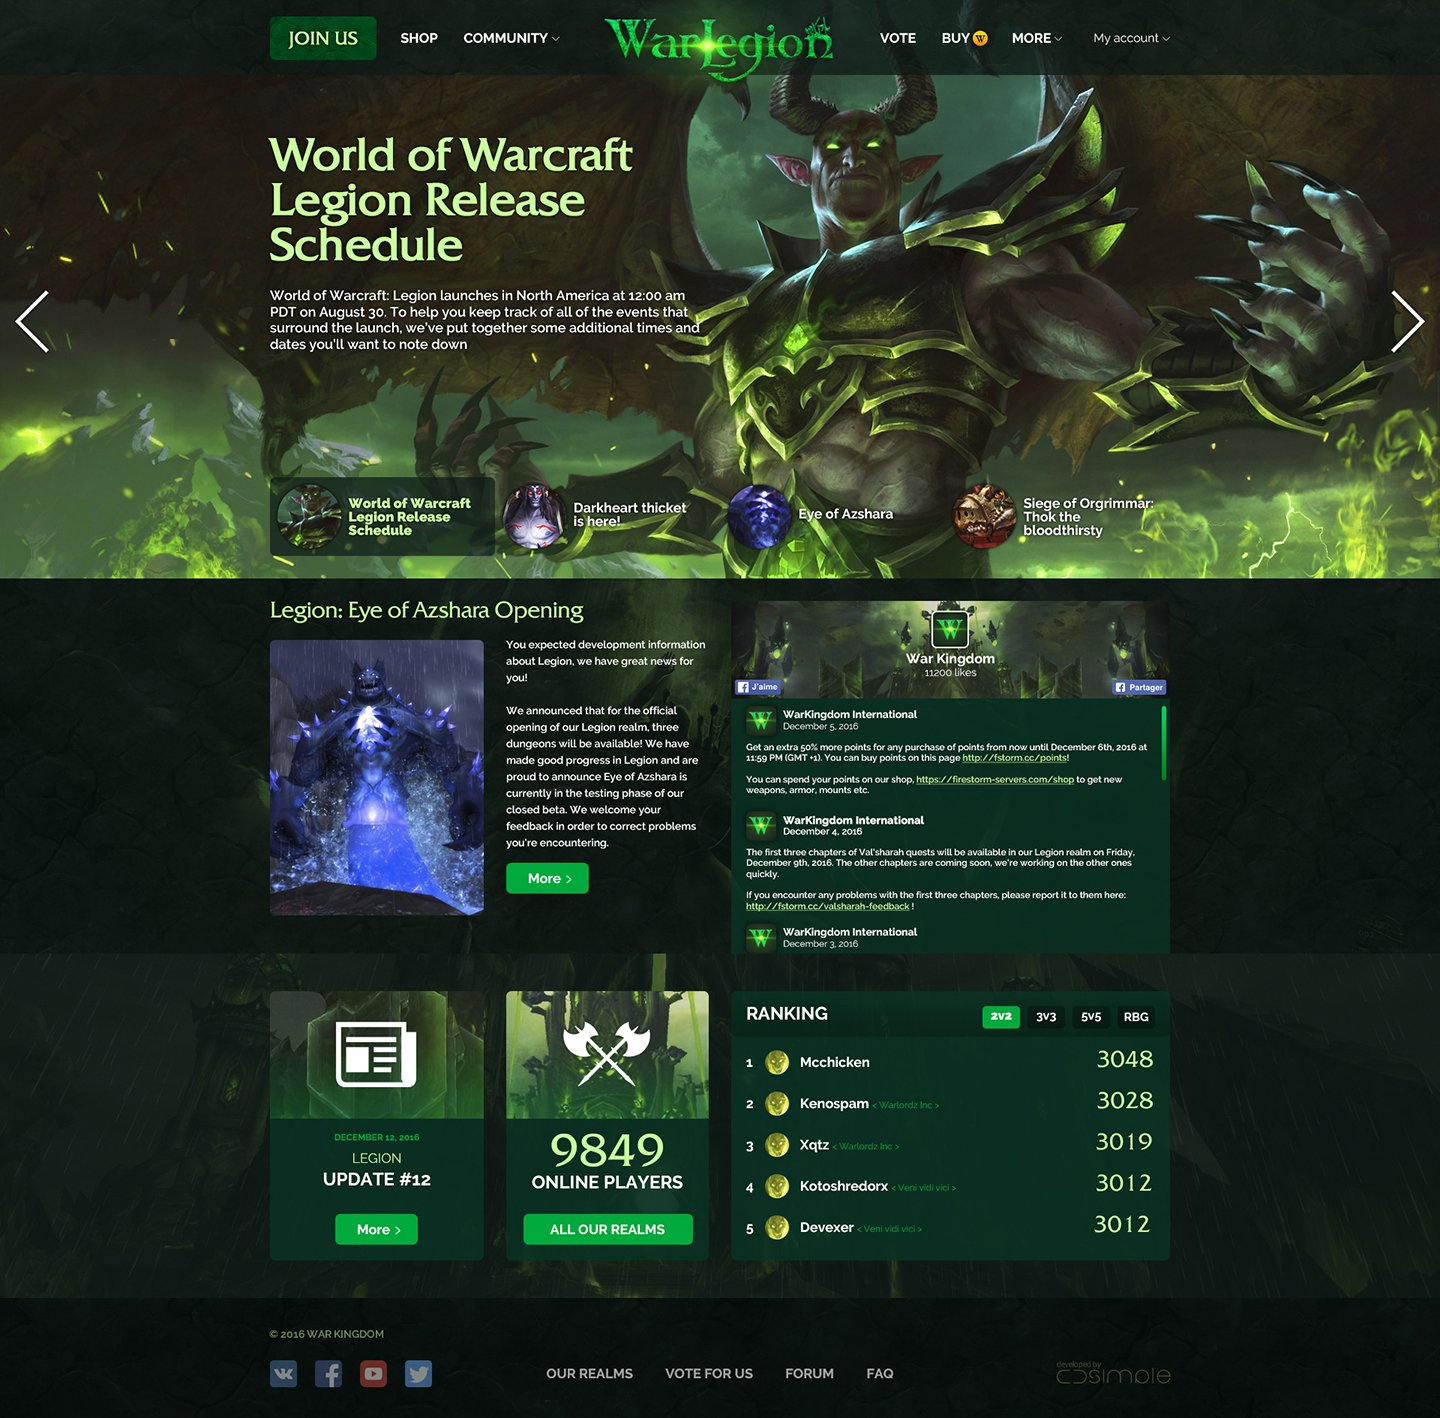 JOIN US
SHOP
COMMUNITY
WarLegion
VOTE
BUY
W
MORE
My account
World of Warcraft
Legion Release
Schedule
World of Warcraft: Legion launches in North America at 12:00 am
PDT on August 30. To help you keep track of all of the events that
surround the launch, we've put together some additional times and
dates you'll want to note down
World of Warcraft
Legion Release
Schedule
Darkheart thicket
is here!
Eye of Azshara
Siege of Orgrimmar:
Thok the
bloodthirsty
Legion: Eye of Azshara Opening
You expected development information
about Legion, we have great news for
you!
We announced that for the official
opening of our Legion realm, three
dungeons will be available! We have
made good progress in Legion and are
proud to announce Eye of Azshara is
currently in the testing phase of our
closed beta. We welcome your
feedback in order to correct problems
you're encountering.
More >
W
War Kingdom
11200 likes
J'aime
Partager
W
WarKingdom International
December 5, 2016
Get an extra 50% more points for any purchase of points from now until December 6th, 2016 at
11:59 PM (GMT +1). You can buy points on this page http://fstorm.cc/points!
You can spend your points on our shop, https://firestorm-servers.com/shop to get new
weapons, armor, mounts etc.
W
WarKingdom International
December 4, 2016
The first three chapters of Val'sharah quests will be available in our Legion realm on Friday,
December 9th, 2016. The other chapters are coming soon, we're working on the other ones
quickly.
If you encounter any problems with the first three chapters, please report it to them here:
http://fstorm.cc/valsharah-feedback !
W
WarKingdom International
December 3, 2016
DECEMBER 12, 2016
LEGION
UPDATE #12
More >
9849
ONLINE PLAYERS
ALL OUR REALMS
RANKING
2v2
3v3
5v5
RBG
1 Mcchicken 3048
2 Kenospam < Warlordz Inc > 3028
3 Xqtz < Warlordz Inc > 3019
4 Kotoshredorx < Veni vidi vici > 3012
5 Devexer < Veni vidi vici > 3012
© 2016 WAR KINGDOM
OUR REALMS
VOTE FOR US
FORUM
FAQ
developed by
simple